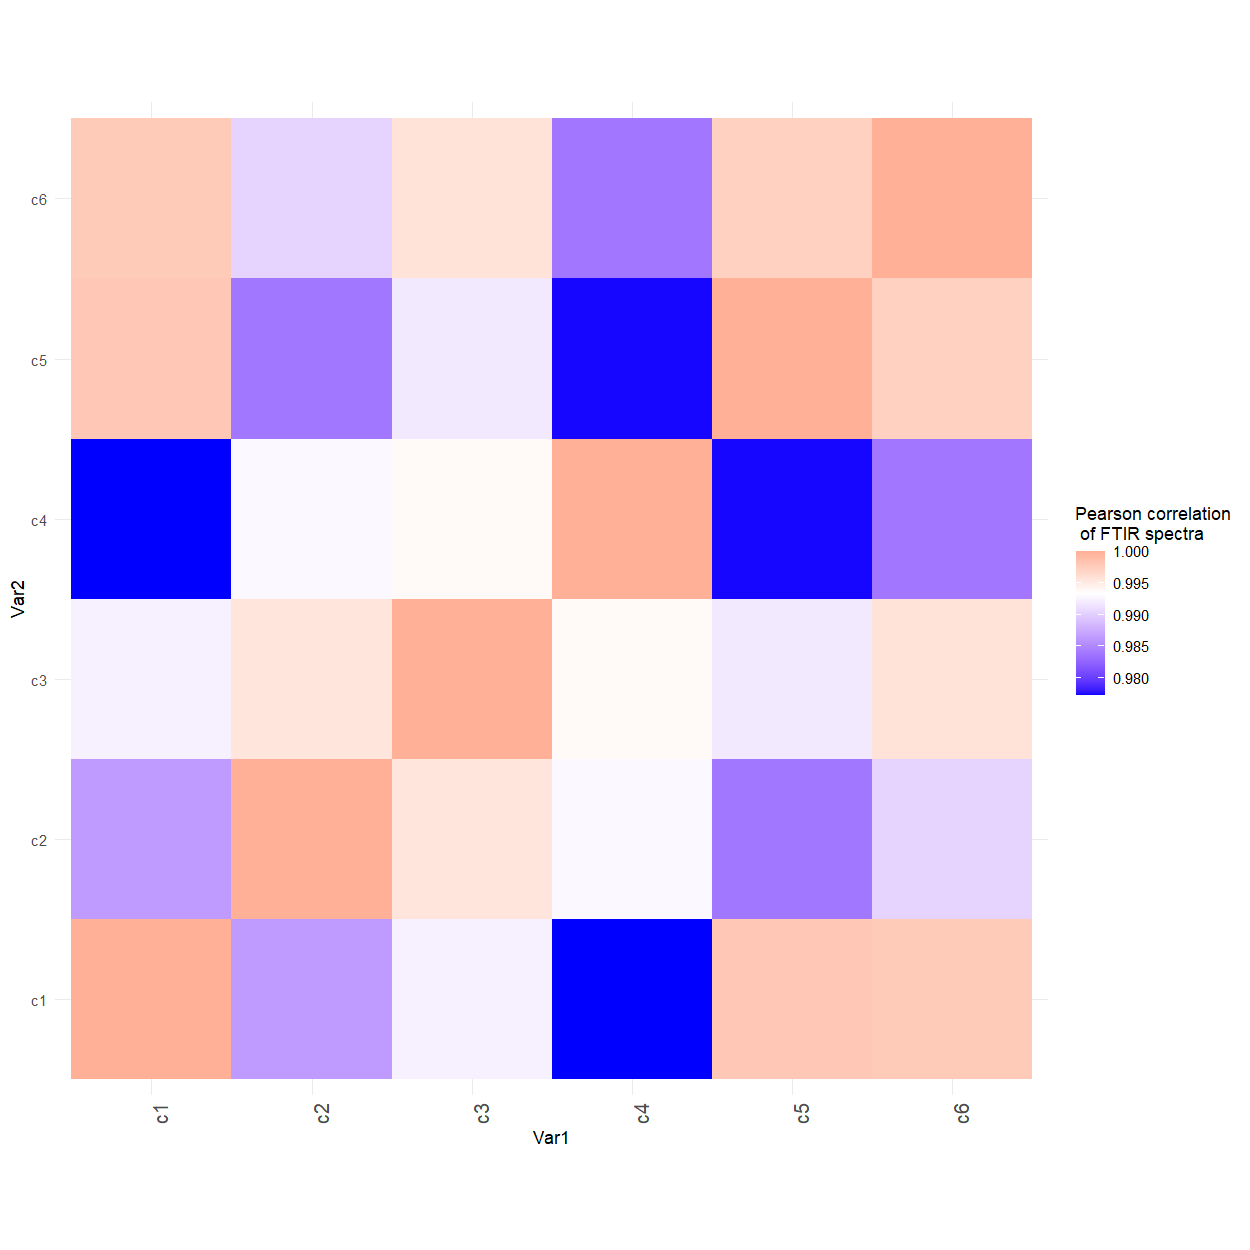 c6
c5
c4
c3
c2
c1
Var2
c1
c2
c3
c4
c5
c6
Var1
Pearson correlation
of FTIR spectra
1.000
0.995
0.990
0.985
0.980